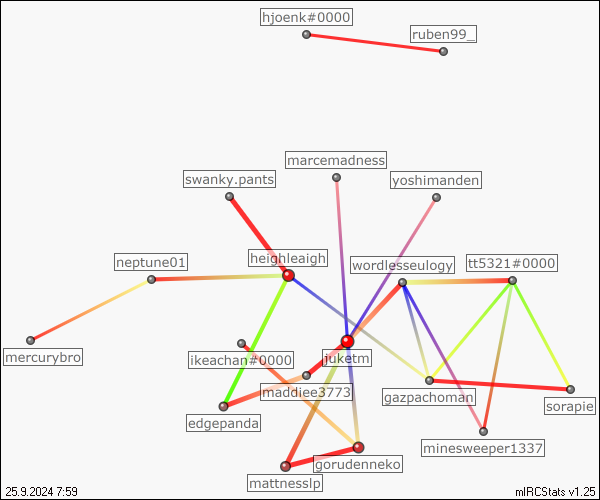 hjoenk#0000
ruben99_
marcemadness
swanky.pants
yoshimanden
heighleaigh
neptune01
wordlesseulogy
tt5321#0000
mercurybro
ikeachan#0000
juketm
maddiee3773
gazpachoman
sorapie
edgepanda
minesweeper1337
gorudenneko
mattnesslp
25.9.2024 7:59
mIRCStats v1.25